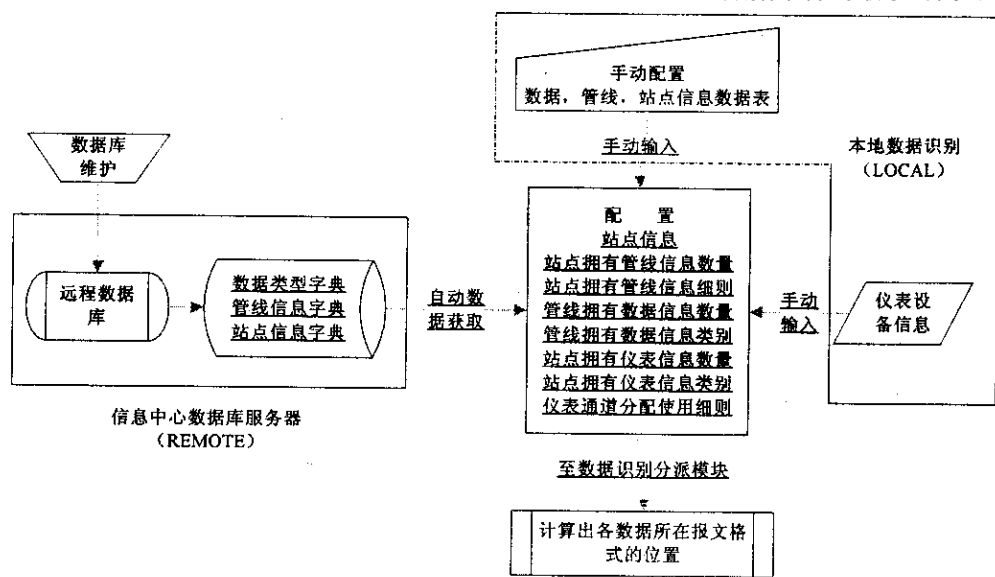 手动配置
数据，管线，站点信息数据表
手动输入
本地数据识别
（LOCAL）
数据库
维护
远程数据
库
数据类型字典
管线信息字典
站点信息字典
信息中心数据库服务器
（REMOTE）
自动数
据获取
配 置
站点信息
站点拥有管线信息数量
站点拥有管线信息细则
管线拥有数据信息数量
管线拥有数据信息类别
站点拥有仪表信息数量
站点拥有仪表信息类别
仪表通道分配使用细则
手动
输入
仪表设
备信息
至数据识别分派模块
计算出各数据所在报文格
式的位置